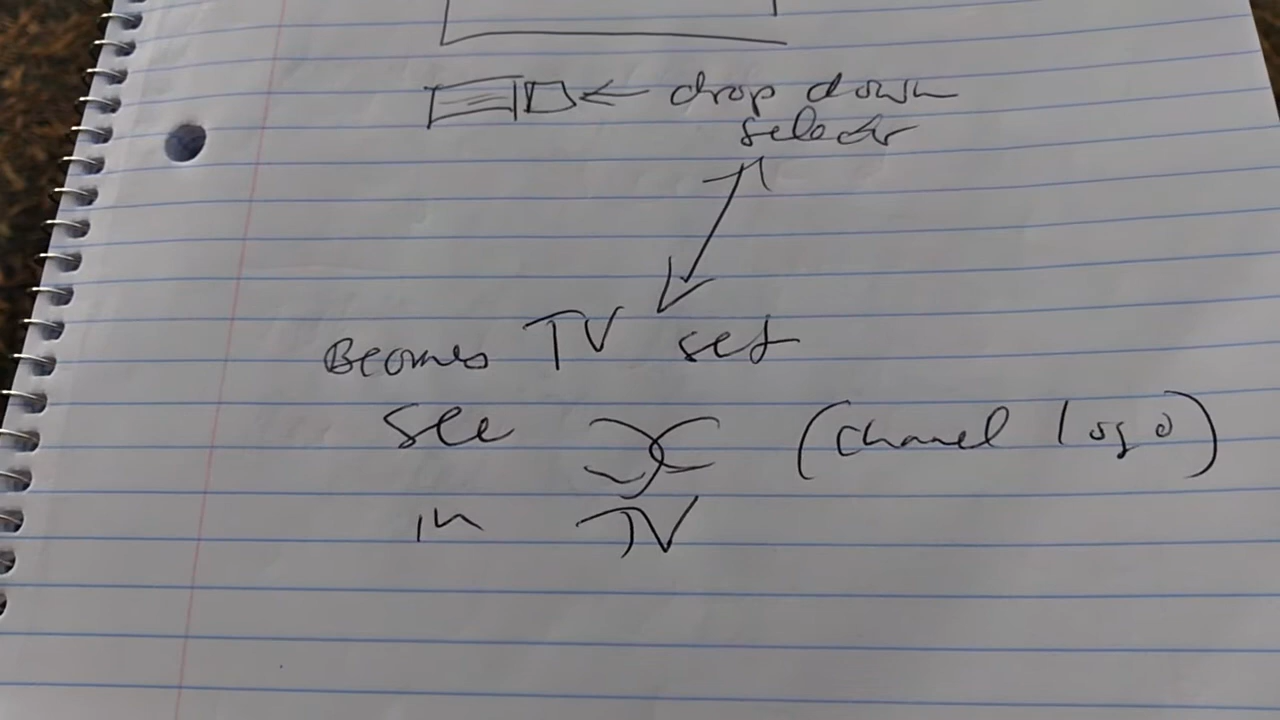 drop down
selector
Becomes TV set
see (channel logo)
in TV